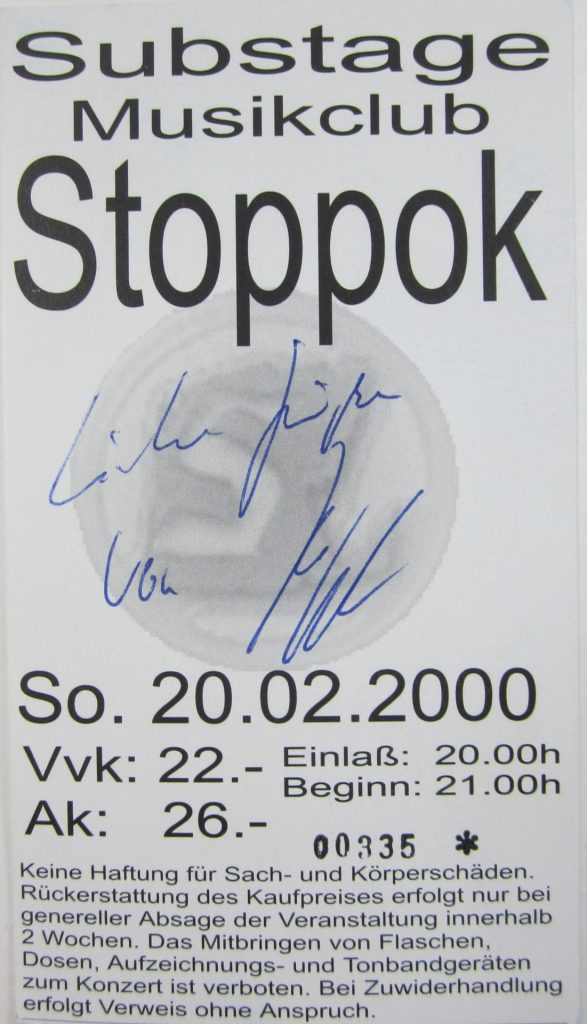 Substage
Musikclub
Stoppok
von
So. 20.02.2000
Vvk: 22.-
Einlaß: 20.00h
Beginn: 21.00h
Ak: 26.-
00335 *
Keine Haftung für Sach- und Körperschäden.
Rückerstattung des Kaufpreises erfolgt nur bei
genereller Absage der Veranstaltung innerhalb
2 Wochen. Das Mitbringen von Flaschen,
Dosen, Aufzeichnungs- und Tonbandgeräten
zum Konzert ist verboten. Bei Zuwiderhandlung
erfolgt Verweis ohne Anspruch.